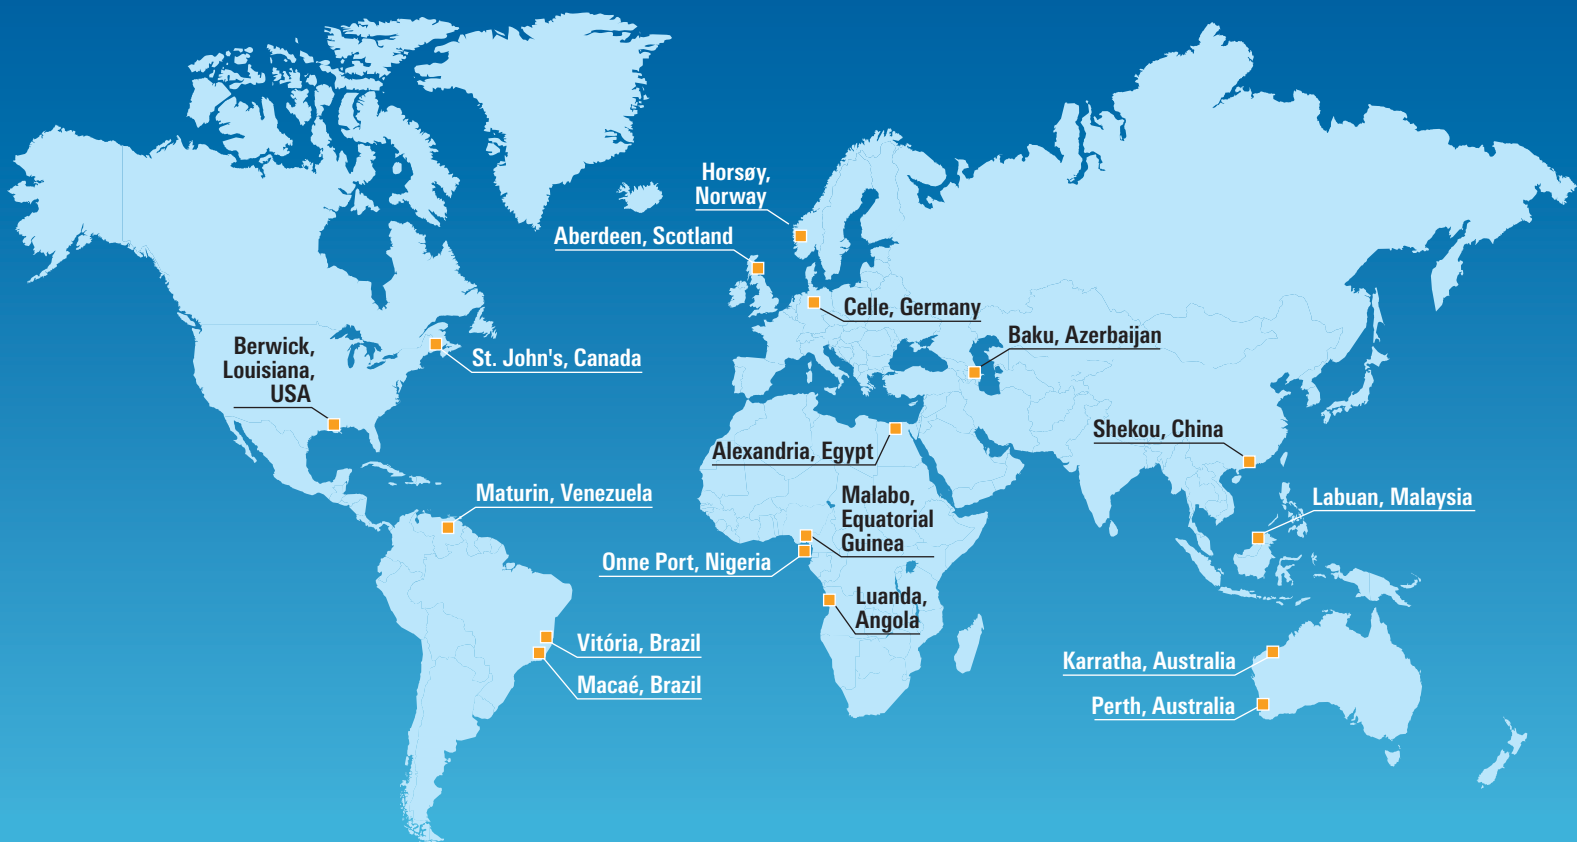 Horsøy,
Norway
Aberdeen, Scotland
Celle, Germany
Baku, Azerbaijan
Berwick,
Louisiana,
USA
St. John's, Canada
Shekou, China
Alexandria, Egypt
Maturin, Venezuela
Malabo,
Equatorial
Guinea
Labuan, Malaysia
Onne Port, Nigeria
Luanda,
Angola
Vitória, Brazil
Karratha, Australia
Macaé, Brazil
Perth, Australia